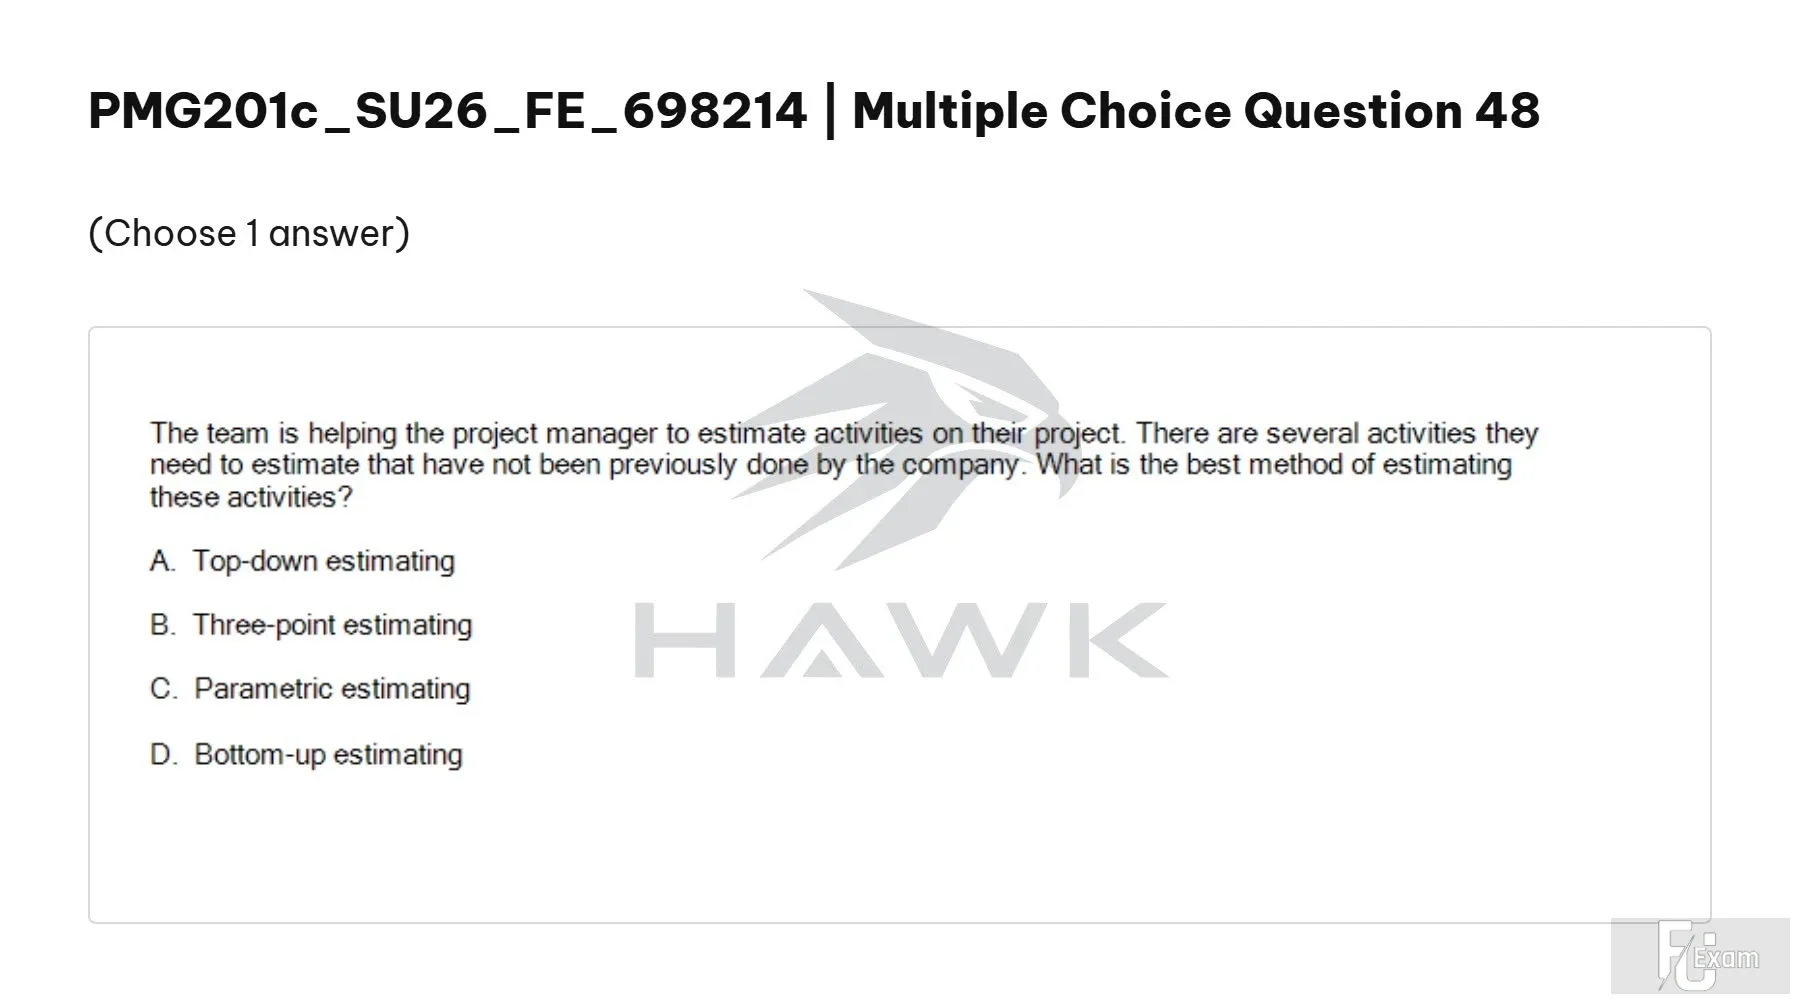 PMG201c_SU26_FE_698214 | Multiple Choice Question 48
(Choose 1 answer)
The team is helping the project manager to estimate activities on their project. There are several activities they
need to estimate that have not been previously done by the company. What is the best method of estimating
these activities?
A. Top-down estimating
B. Three-point estimating
C. Parametric estimating
D. Bottom-up estimating
HAWK
FU Exam